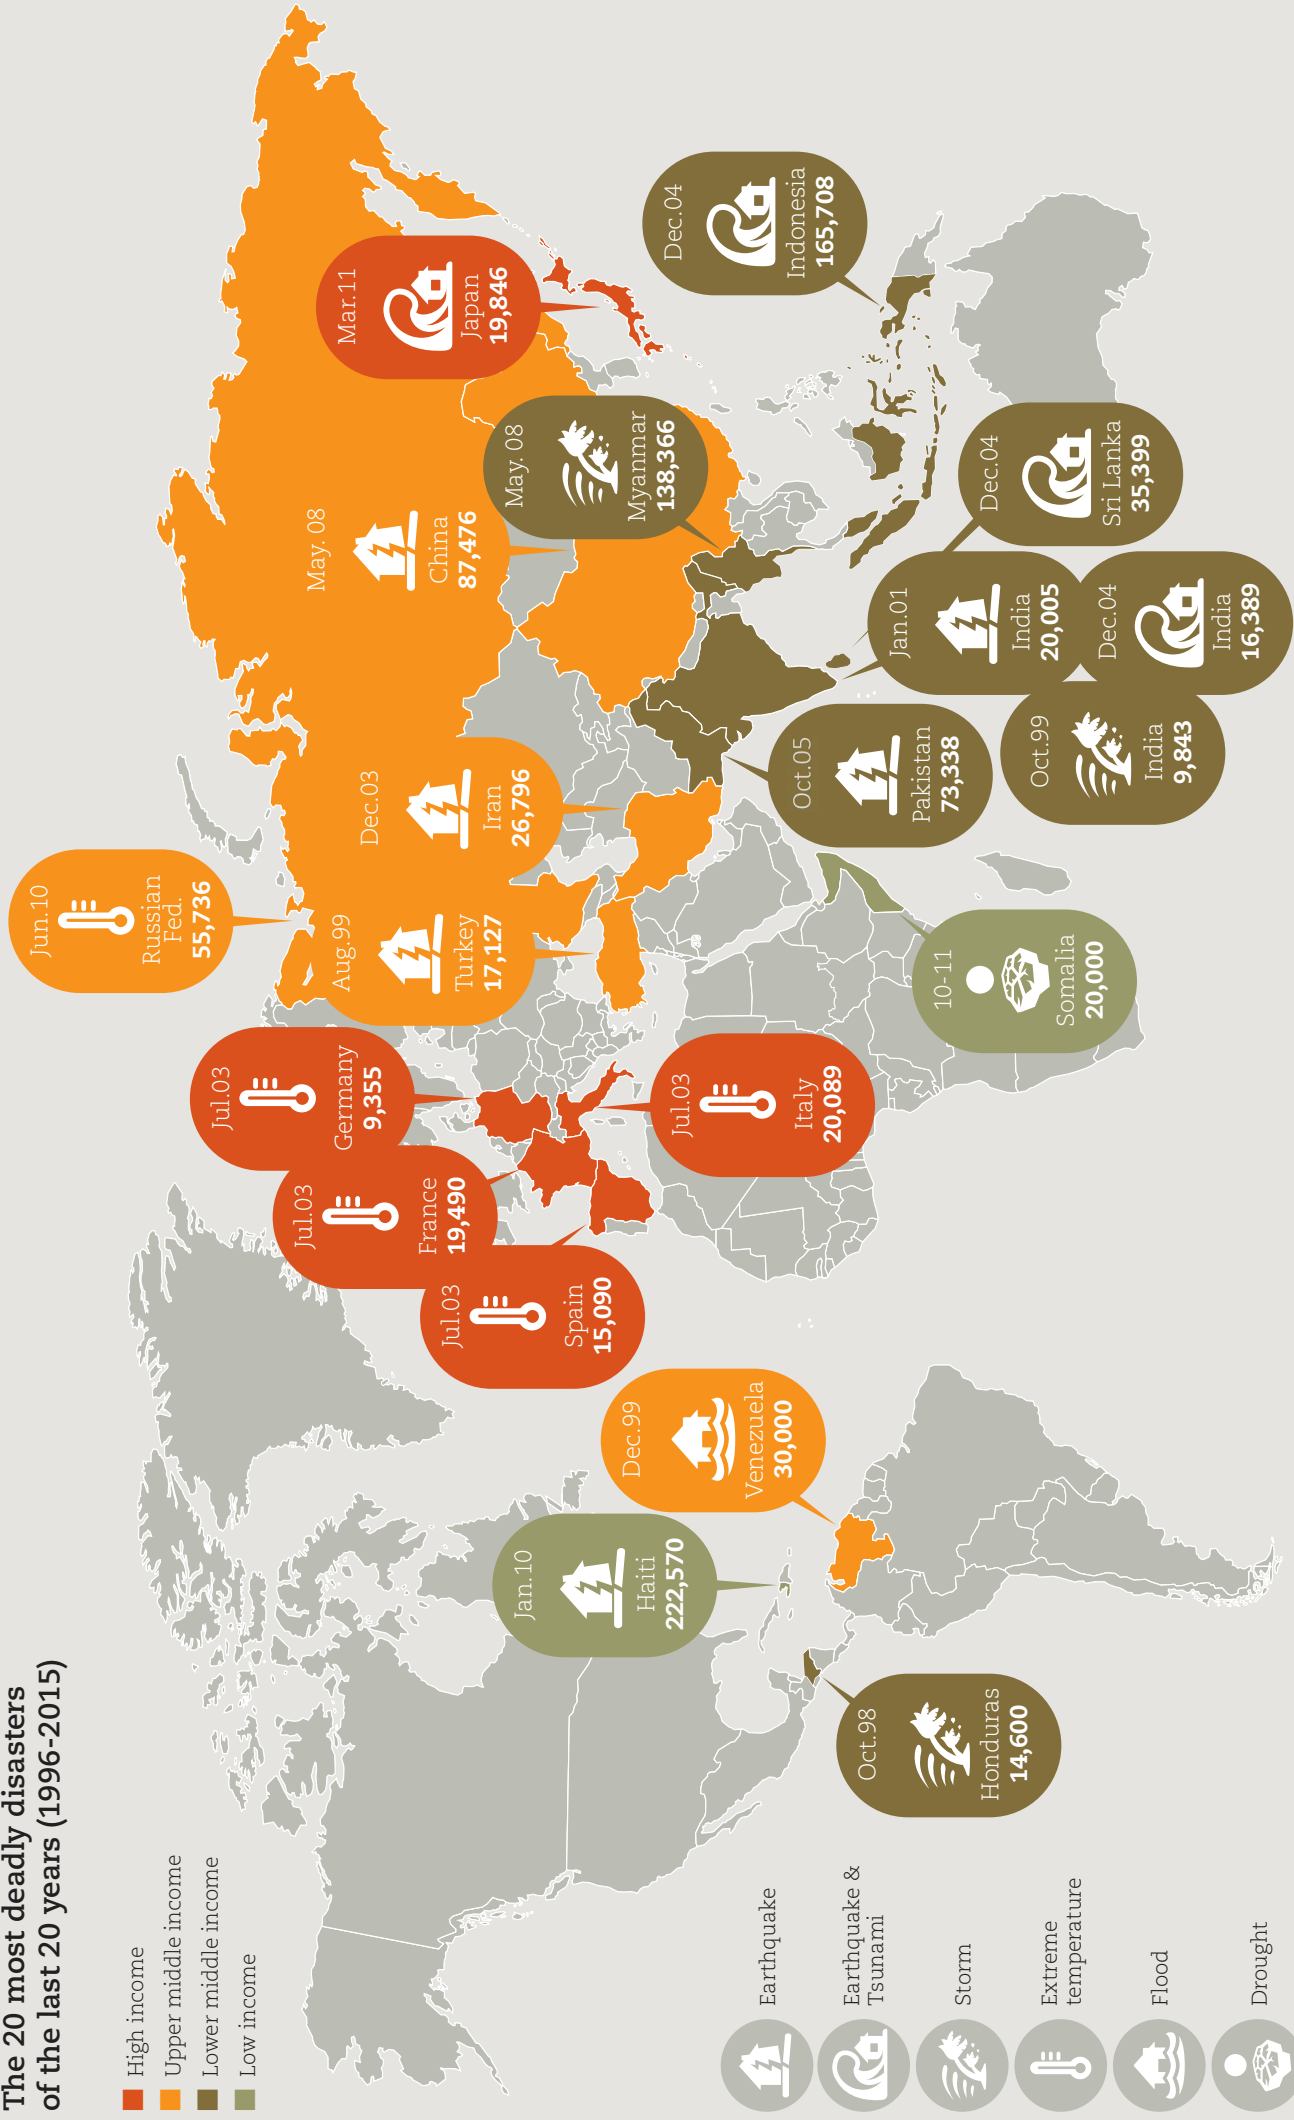 The 20 most deadly disasters
of the last 20 years (1996-2015)
High income
Upper middle income
Lower middle income
Low income
Earthquake
Earthquake &
Tsunami
Storm
Extreme
temperature
Flood
Drought
Oct.98
Honduras
14,600
Jan.10
Haiti
222,570
Dec.99
Venezuela
30,000
Jul.03
Spain
15,090
Jul.03
France
19,490
Jul.03
Germany
9,355
Jul.03
Italy
20,089
Jun.10
Russian
Fed.
55,736
Aug.99
Turkey
17,127
10-11
Somalia
20,000
Dec.03
Iran
26,796
Oct.05
Pakistan
73,338
Oct.99
India
9,843
Jan.01
India
20,005
Dec.04
India
16,389
May. 08
China
87,476
May. 08
Myanmar
138,366
Dec.04
Sri Lanka
35,399
Mar.11
Japan
19,846
Dec.04
Indonesia
165,708